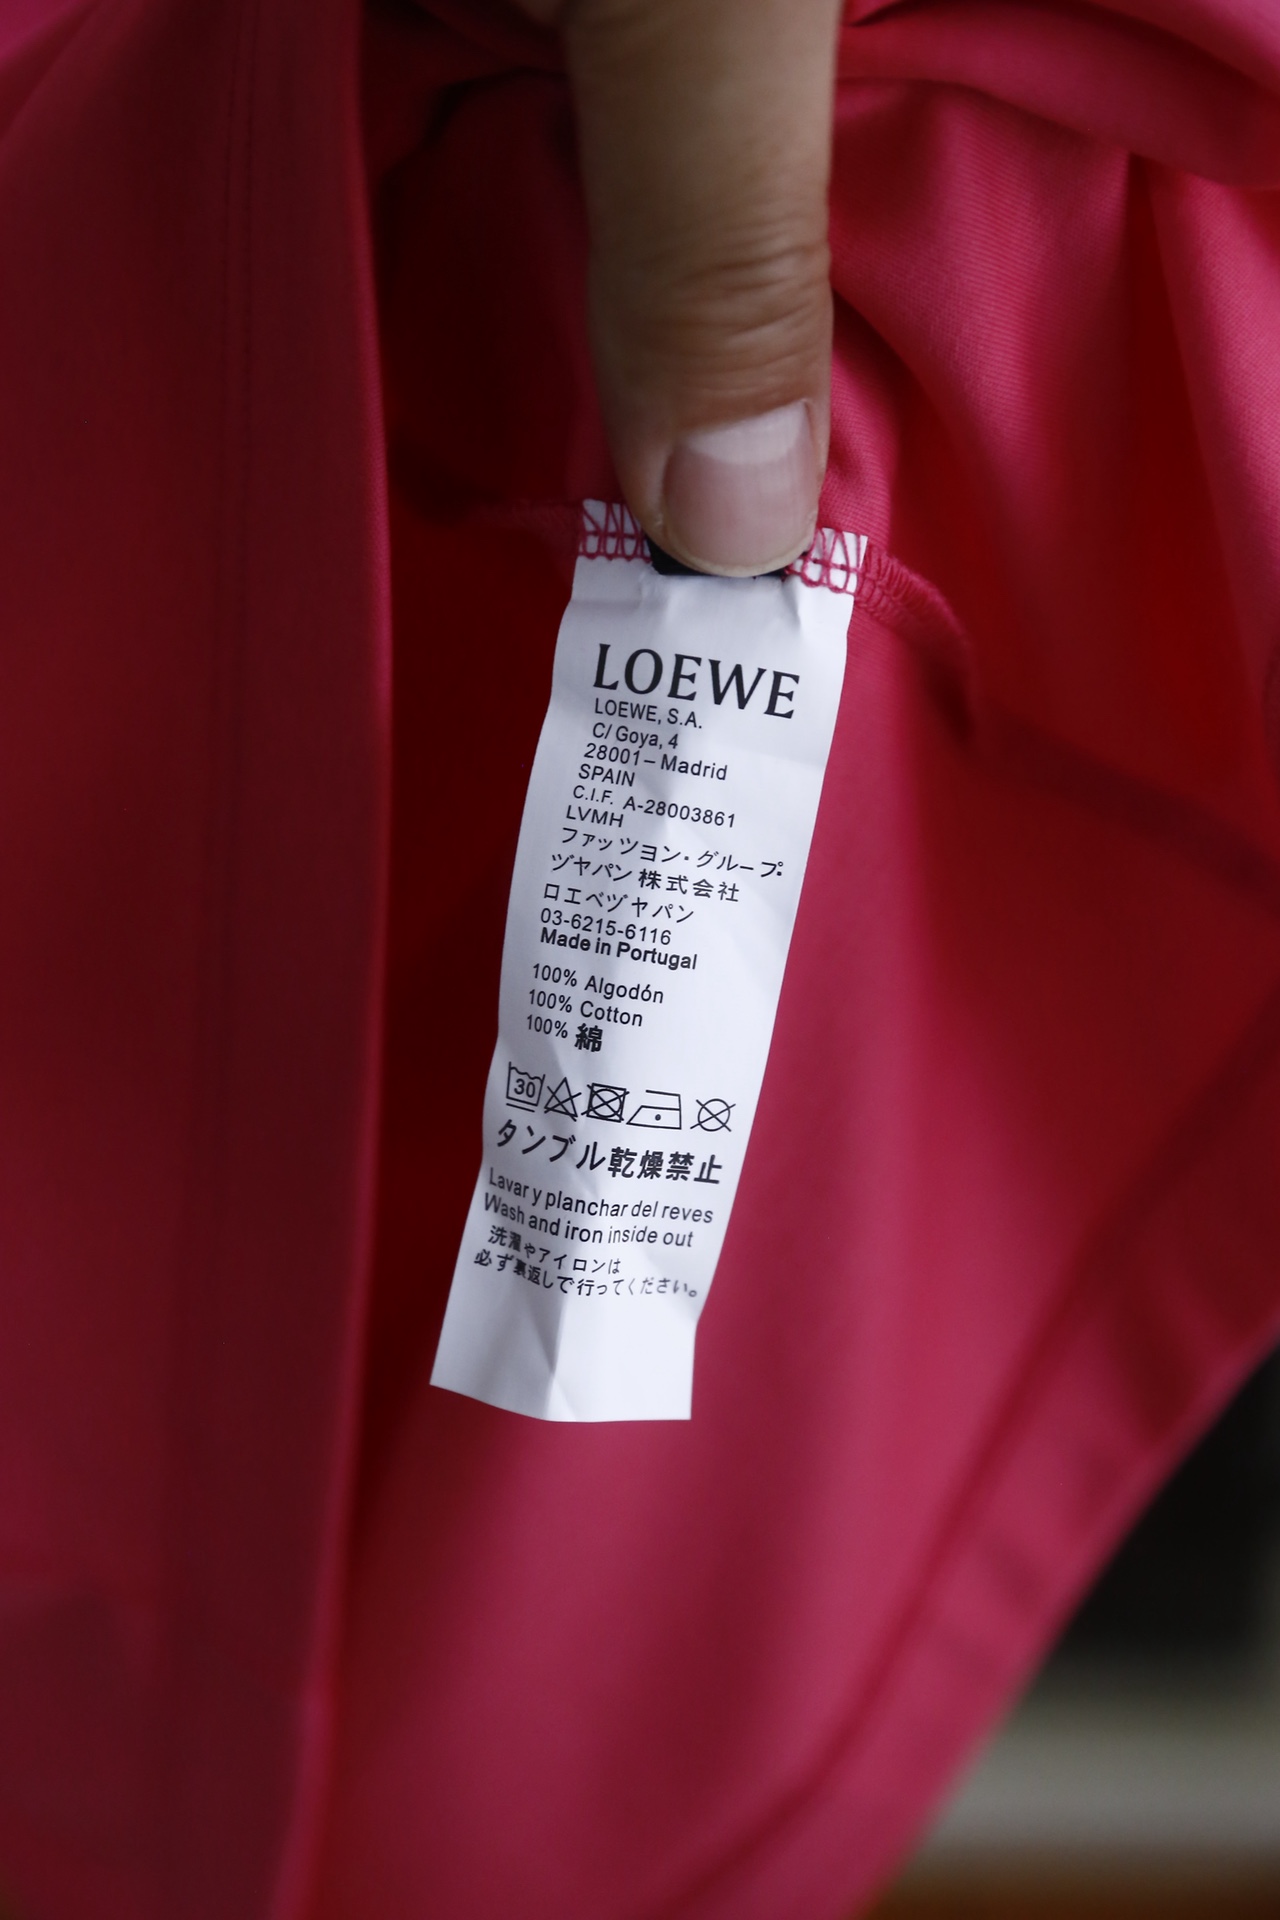 LOEWE
LOEWE, S.A.
C/ Goya, 4
28001 – Madrid
SPAIN
C.I.F. A-28003861
LVMH
ファッツヨン・グループ
ヅヤパン 株式会社
ロエベヅヤパン
03-6215-6116
Made in Portugal
100% Algodón
100% Cotton
100% 綿
30
タンブル乾燥禁止
Lavar y planchar del reves
Wash and iron inside out
洗濯やアイロンは
必ず裏返しで行ってください。